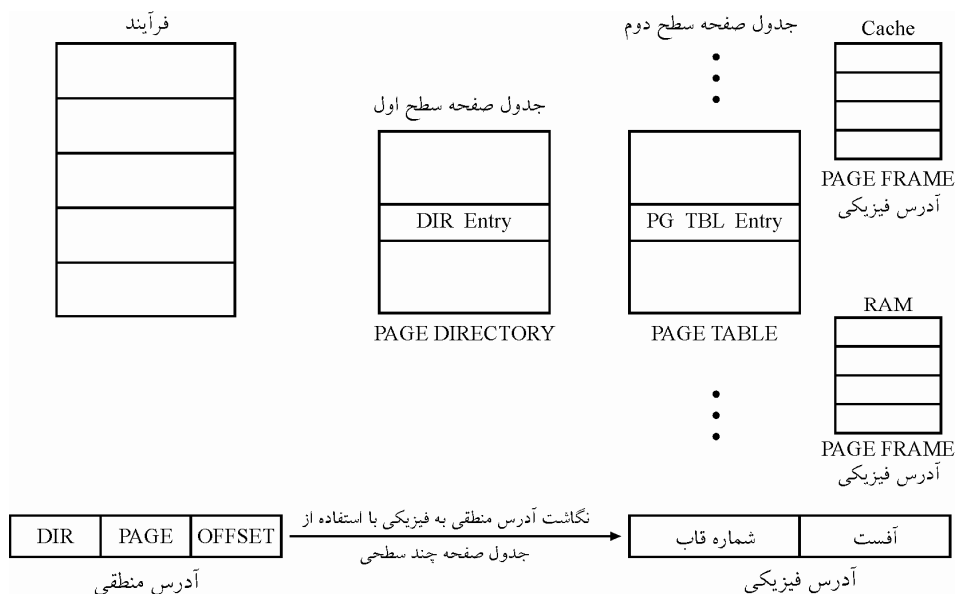 فرآیند
جدول صفحه سطح اول
DIR Entry
PAGE DIRECTORY
جدول صفحه سطح دوم
PG TBL Entry
PAGE TABLE
Cache
PAGE FRAME
آدرس فیزیکی
RAM
PAGE FRAME
آدرس فیزیکی
DIR PAGE OFFSET
آدرس منطقی
نگاشت آدرس منطقی به فیزیکی با استفاده از
جدول صفحه چند سطحی
شماره قاب آفست
آدرس فیزیکی